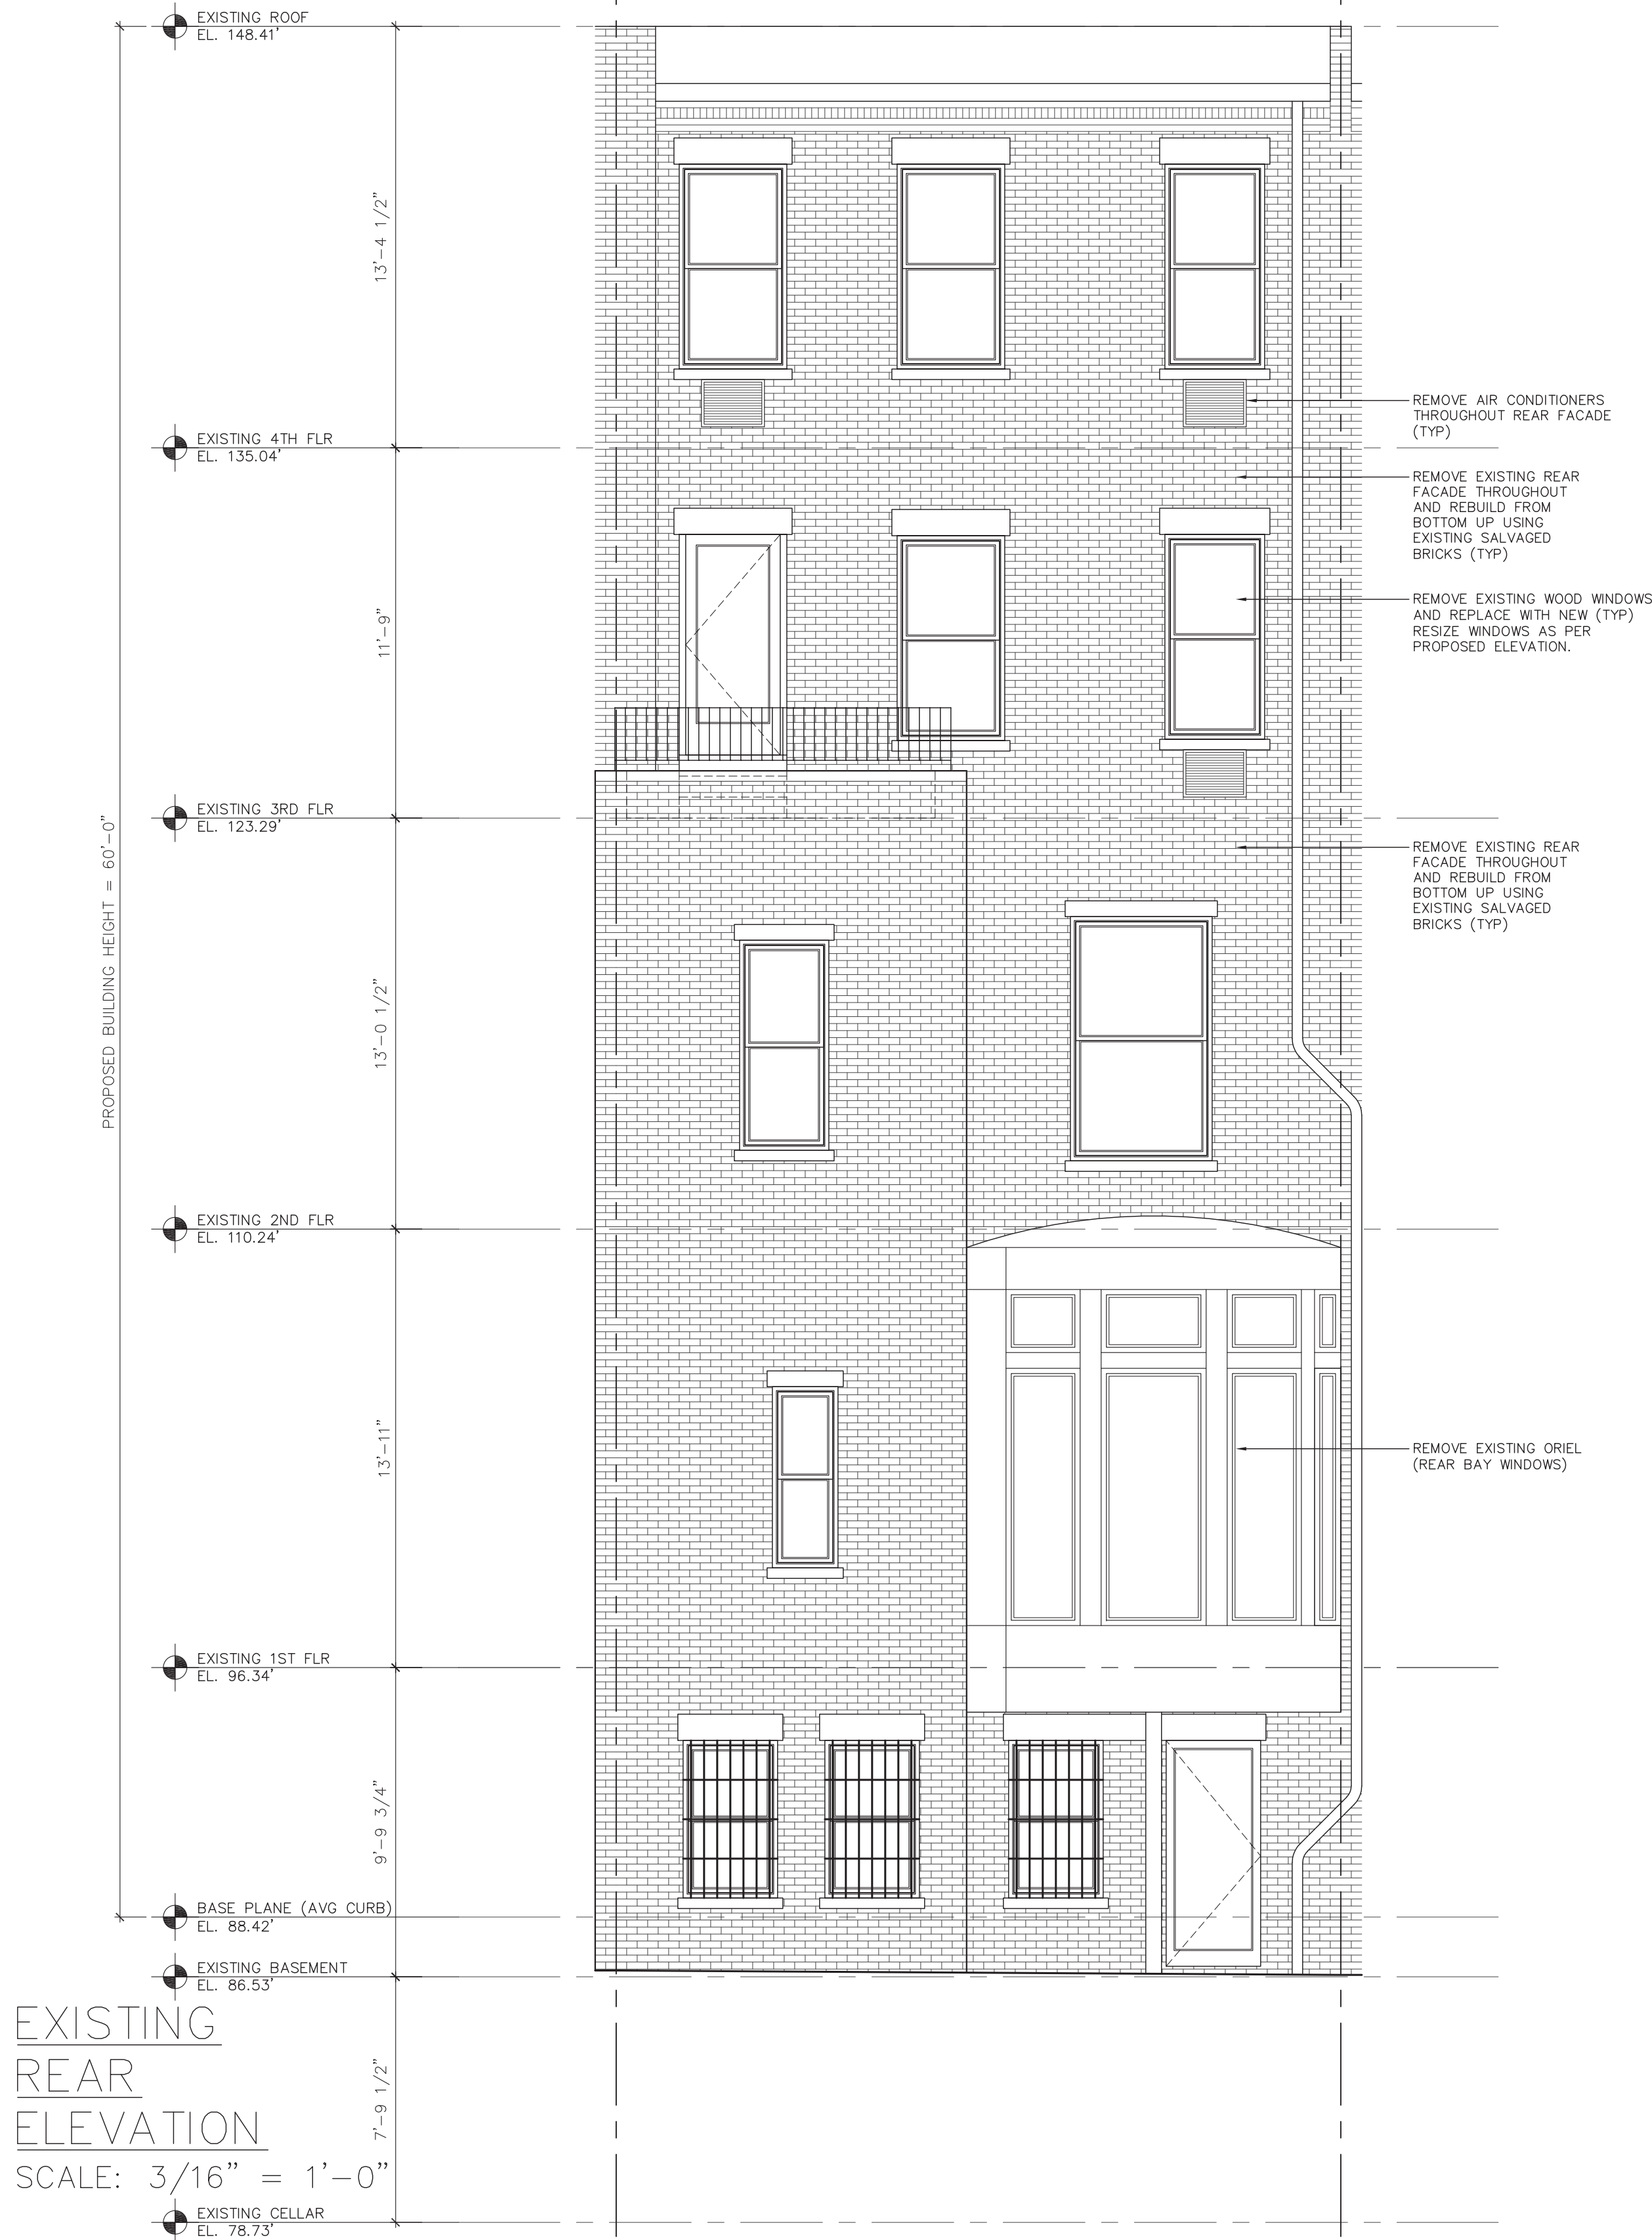 EXISTING ROOF
EL. 148.41'
13'-4 1/2"
REMOVE AIR CONDITIONERS
THROUGHOUT REAR FACADE
(TYP)
EXISTING 4TH FLR
EL. 135.04'
REMOVE EXISTING REAR
FACADE THROUGHOUT
AND REBUILD FROM
BOTTOM UP USING
EXISTING SALVAGED
BRICKS (TYP)
11'-9"
REMOVE EXISTING WOOD WINDOWS
AND REPLACE WITH NEW (TYP)
RESIZE WINDOWS AS PER
PROPOSED ELEVATION.
EXISTING 3RD FLR
EL. 123.29'
REMOVE EXISTING REAR
FACADE THROUGHOUT
AND REBUILD FROM
BOTTOM UP USING
EXISTING SALVAGED
BRICKS (TYP)
PROPOSED BUILDING HEIGHT = 60'-0"
13'-0 1/2"
EXISTING 2ND FLR
EL. 110.24'
13'-11"
REMOVE EXISTING ORIEL
(REAR BAY WINDOWS)
EXISTING 1ST FLR
EL. 96.34'
9'-9 3/4"
BASE PLANE (AVG CURB)
EL. 88.42'
EXISTING BASEMENT
EL. 86.53'
EXISTING
REAR
ELEVATION
SCALE: 3/16" = 1'-0"
7'-9 1/2"
EXISTING CELLAR
EL. 78.73'